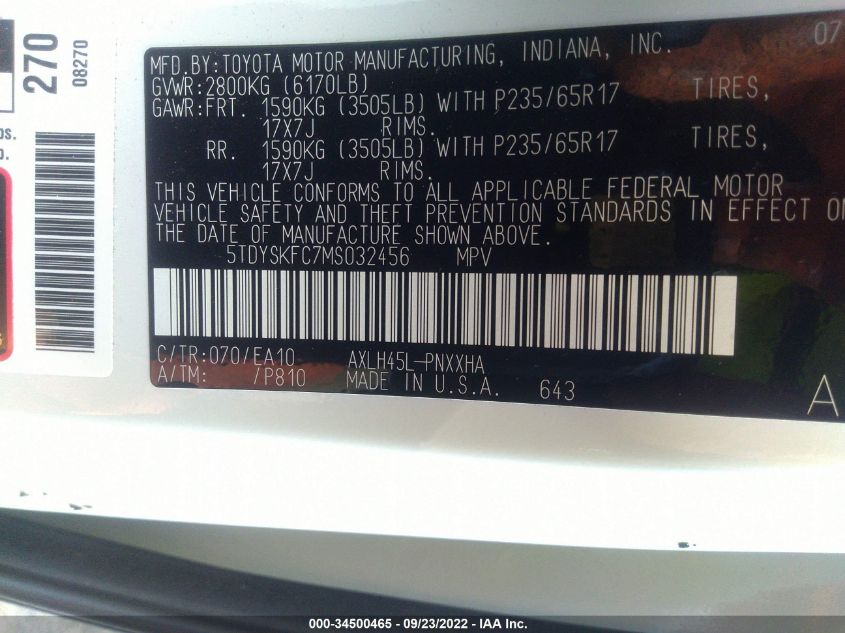 270
08270
MFD.BY:TOYOTA MOTOR MANUFACTURING, INDIANA, INC. 07
GVWR:2800KG (6170LB)
GAWR:FRT. 1590KG (3505LB) WITH P235/65R17 TIRES,
17X7J RIMS.
RR. 1590KG (3505LB) WITH P235/65R17 TIRES,
17X7J RIMS.
THIS VEHICLE CONFORMS TO ALL APPLICABLE FEDERAL MOTOR
VEHICLE SAFETY AND THEFT PREVENTION STANDARDS IN EFFECT
THE DATE OF MANUFACTURE SHOWN ABOVE.
5TDYSKFC7MS032456 MPV
C/TR:070/EA10 AXLH45L-PNXXHA
A/TM: /P810 MADE IN U.S.A. 643
A
000-34500465 - 09/23/2022 - IAA Inc.